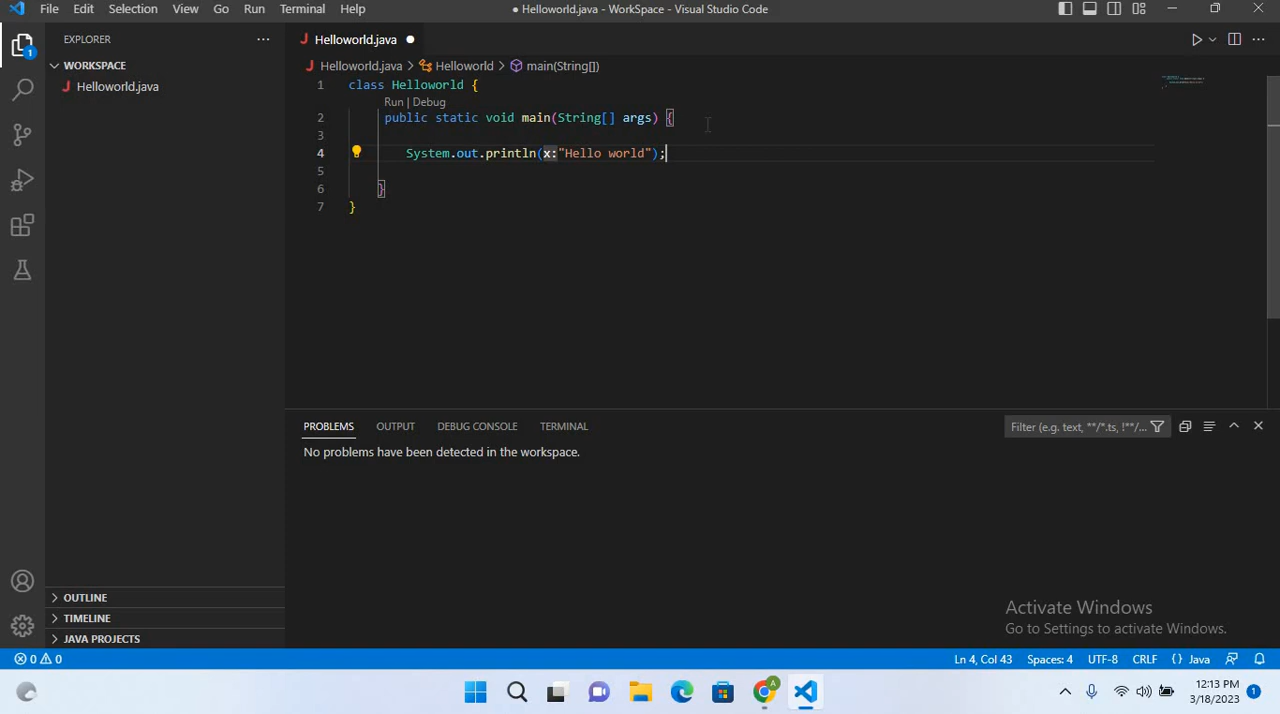 File Edit Selection View Go Run Terminal Help
● Helloworld.java - WorkSpace - Visual Studio Code
EXPLORER
Helloworld.java ●
1
WORKSPACE
Helloworld.java > Helloworld > main(String[])
Helloworld.java
1 class Helloworld {
Run | Debug
2 public static void main(String[] args) {
3
4 System.out.println(x:"Hello world");
5
6 }
7 }
PROBLEMS OUTPUT DEBUG CONSOLE TERMINAL
Filter (e.g. text, **/*.ts, !**/...
No problems have been detected in the workspace.
OUTLINE
TIMELINE
JAVA PROJECTS
Activate Windows
Go to Settings to activate Windows.
0 0
Ln 4, Col 43 Spaces: 4 UTF-8 CRLF {} Java
A
12:13 PM
3/18/2023
1